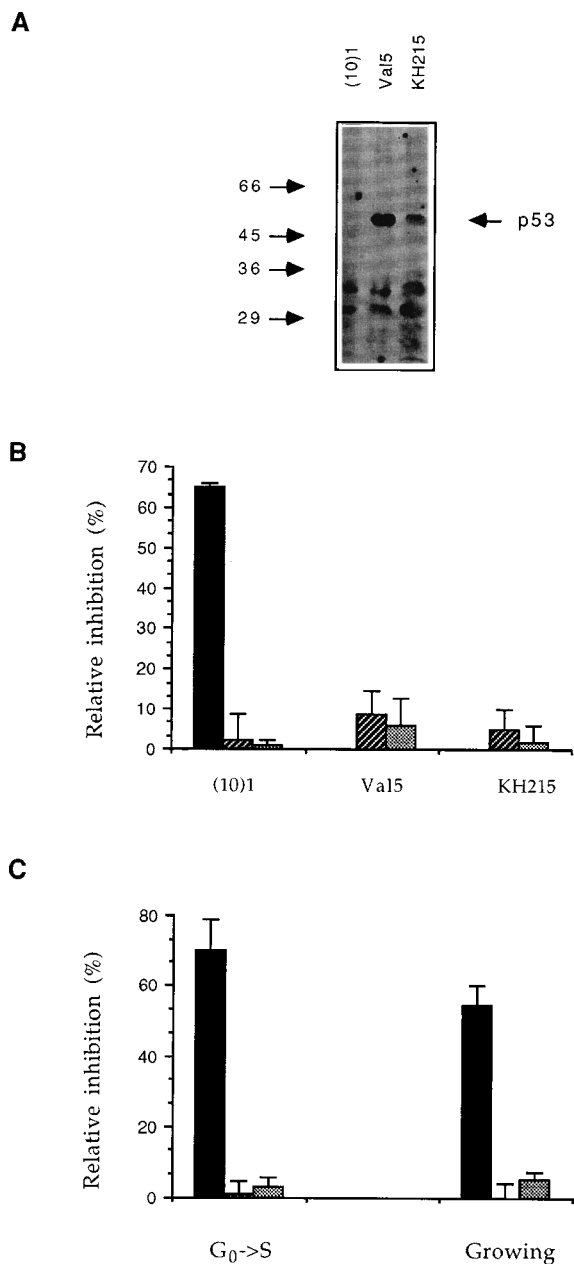 A
(10)1
Val5
KH215
66
45
36
29
p53
B
Relative inhibition (%)
70
60
50
40
30
20
10
0
(10)1
Val5
KH215
C
Relative inhibition (%)
80
60
40
20
0
G0->S
Growing